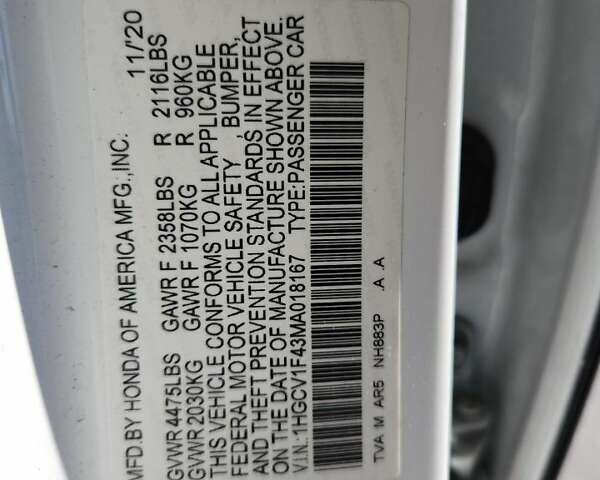 MFD.BY HONDA OF AMERICA MFG.,INC. 11/'20
GVWR 4475LBS GAWR F 2358LBS R 2116LBS
GVWR 2030KG GAWR F 1070KG R 960KG
THIS VEHICLE CONFORMS TO ALL APPLICABLE
FEDERAL MOTOR VEHICLE SAFETY, BUMPER,
AND THEFT PREVENTION STANDARDS IN EFFECT
ON THE DATE OF MANUFACTURE SHOWN ABOVE.
V.I.N.:1HGCV1F43MA018167 TYPE:PASSENGER CAR
TVA M AR5 NH883P .A .A